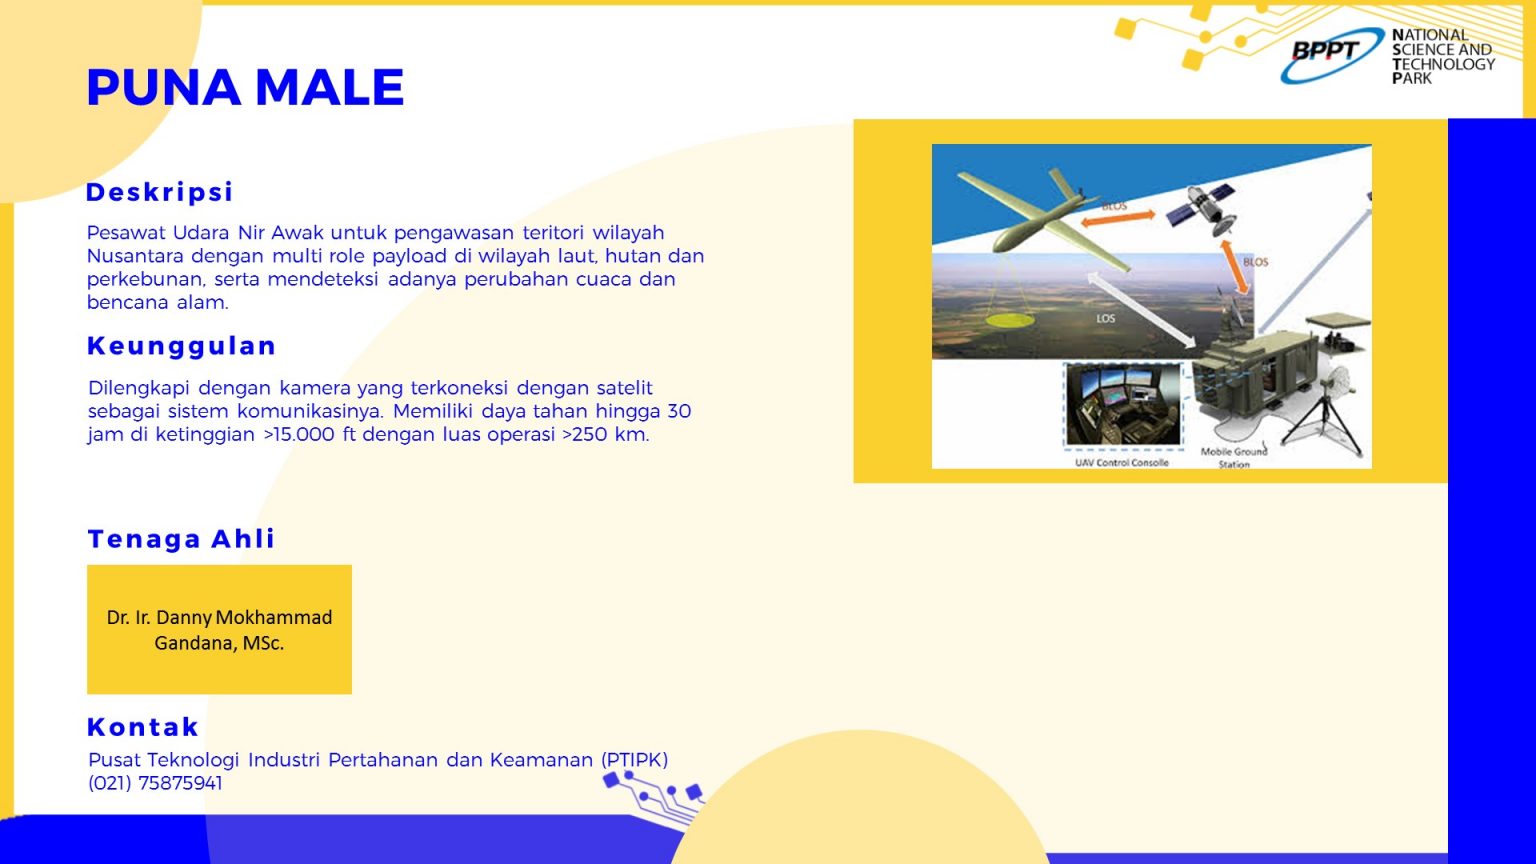 PUNA MALE
BPPT
NATIONAL
SCIENCE AND
TECHNOLOGY
PARK
Deskripsi
Pesawat Udara Nir Awak untuk pengawasan teritori wilayah
Nusantara dengan multi role payload di wilayah laut, hutan dan
perkebunan, serta mendeteksi adanya perubahan cuaca dan
bencana alam.
Keunggulan
Dilengkapi dengan kamera yang terkoneksi dengan satelit
sebagai sistem komunikasinya. Memiliki daya tahan hingga 30
jam di ketinggian >15.000 ft dengan luas operasi >250 km.
BLOS
BLOS
LOS
UAV Control Consolle
Mobile Ground
Station
Tenaga Ahli
Dr. Ir. Danny Mokhammad
Gandana, MSc.
Kontak
Pusat Teknologi Industri Pertahanan dan Keamanan (PTIPK)
(021) 75875941